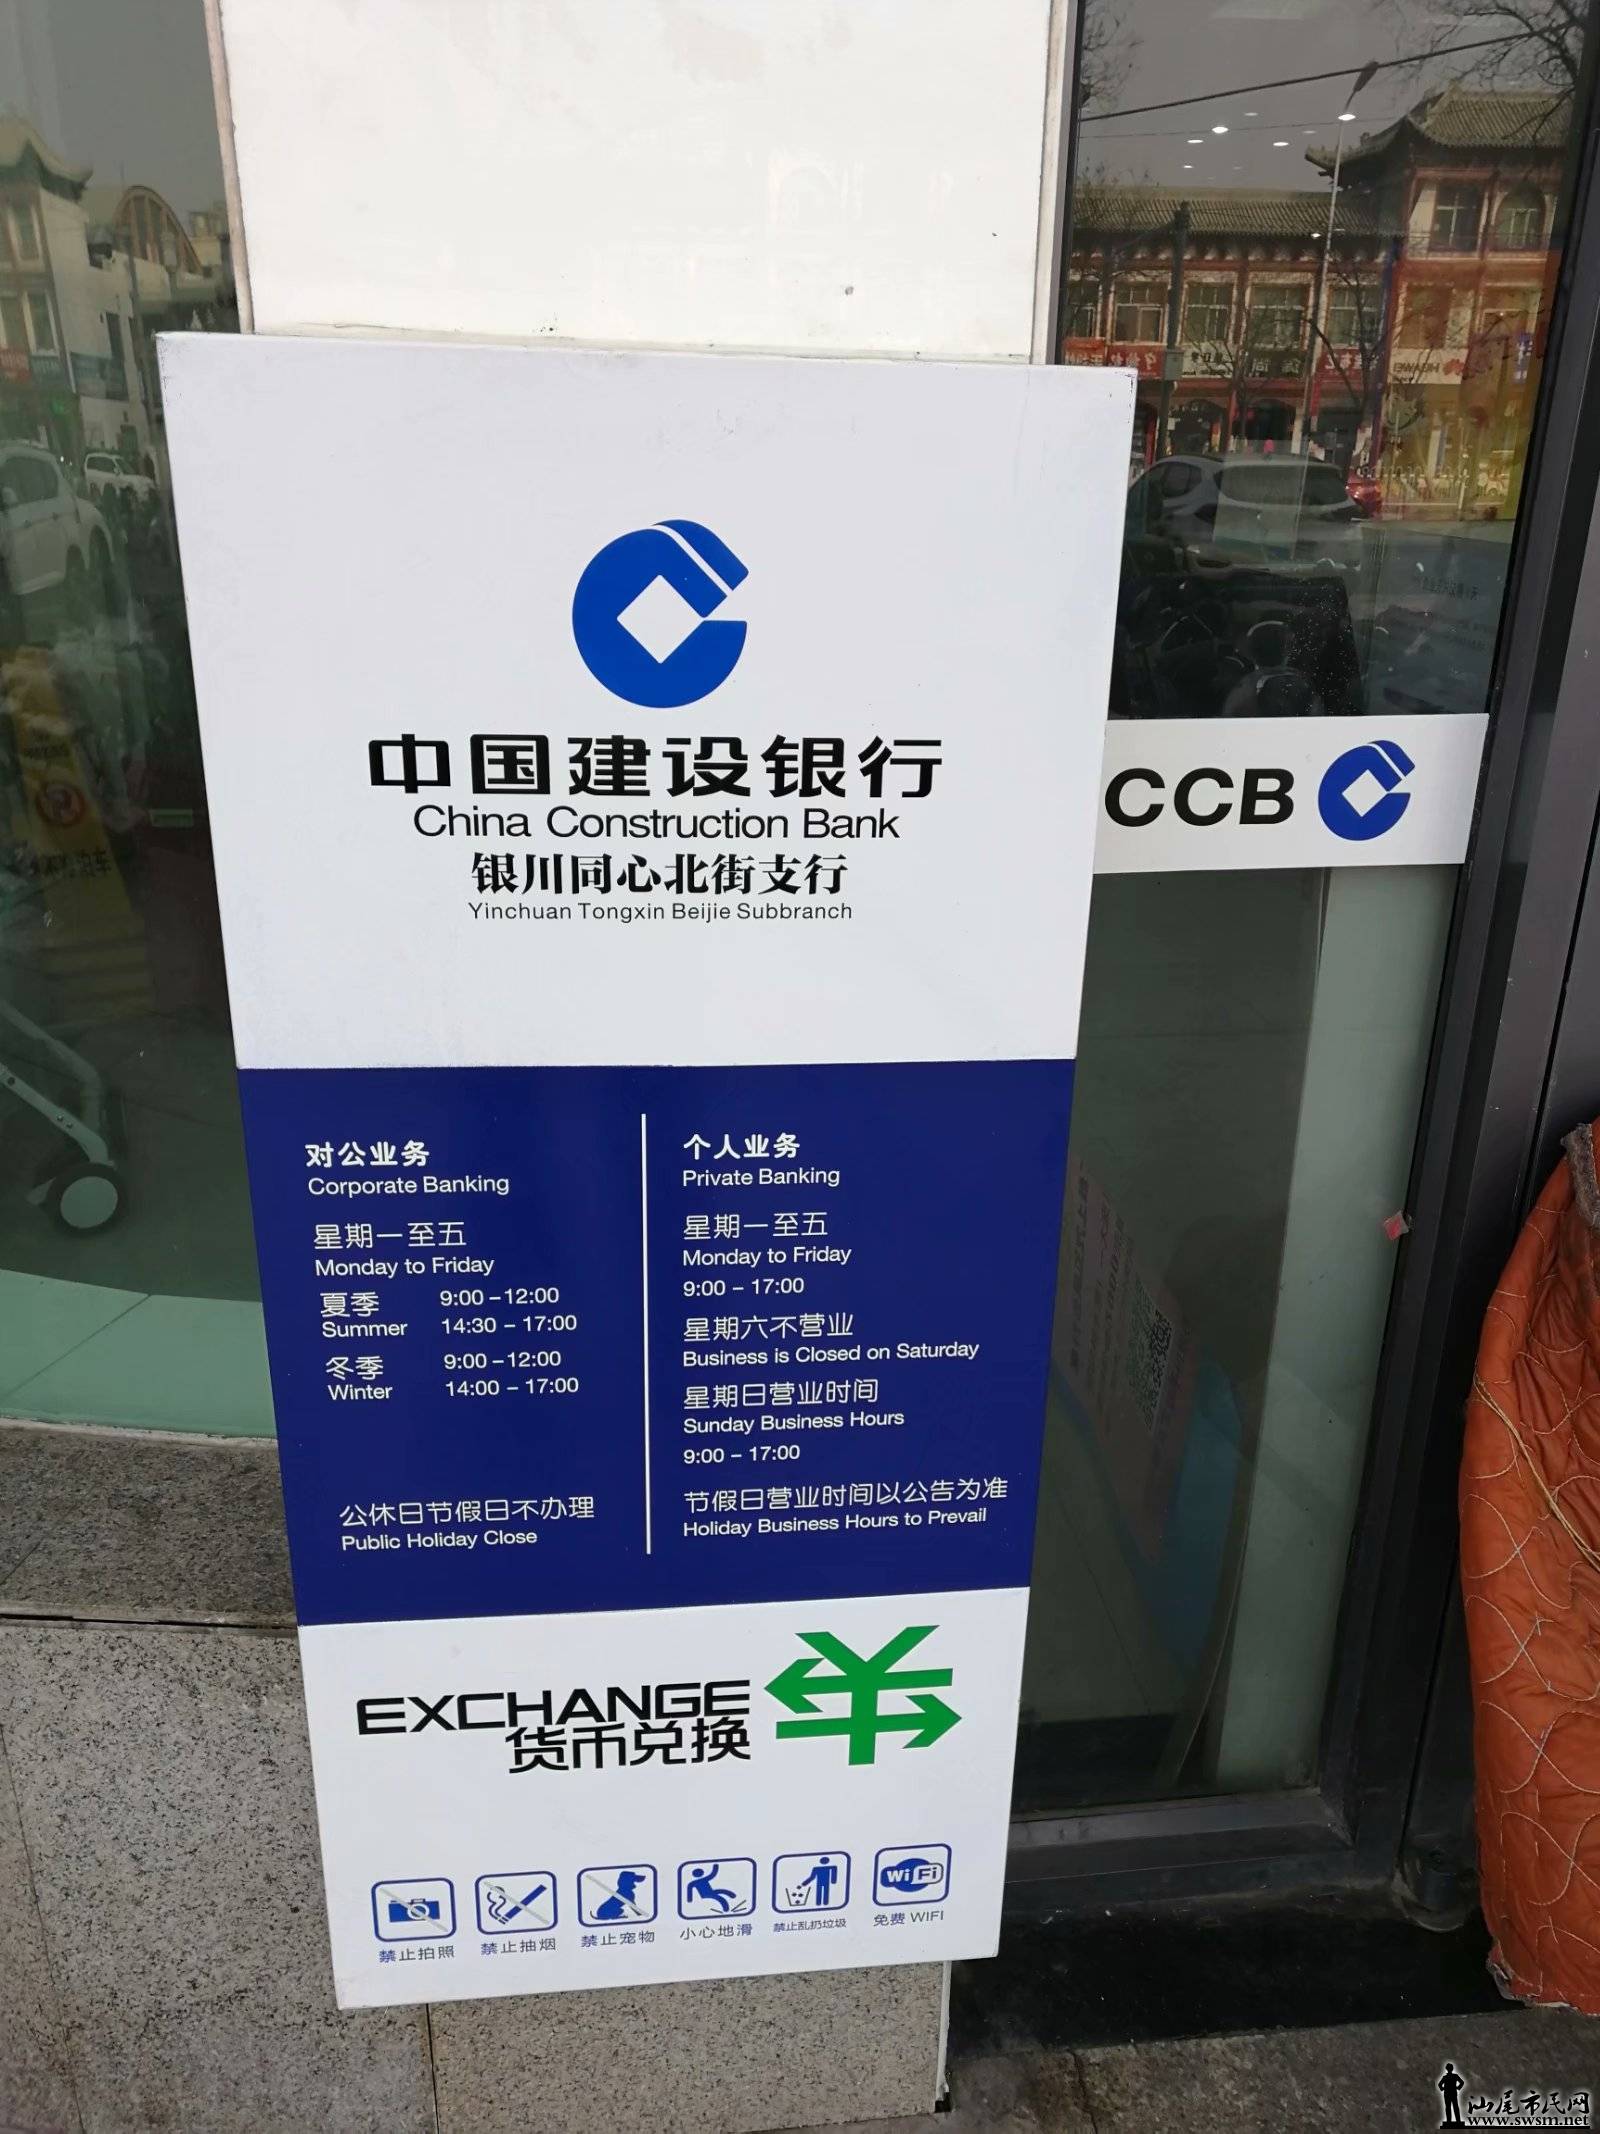 中国建设银行
China Construction Bank
银川同心北街支行
Yinchuan Tongxin Beijie Subbranch
CCB
对公业务
Corporate Banking
星期一至五
Monday to Friday
夏季 9:00 – 12:00
Summer 14:30 – 17:00
冬季 9:00 – 12:00
Winter 14:00 – 17:00
公休日节假日不办理
Public Holiday Close
个人业务
Private Banking
星期一至五
Monday to Friday
9:00 – 17:00
星期六不营业
Business is Closed on Saturday
星期日营业时间
Sunday Business Hours
9:00 – 17:00
节假日营业时间以公告为准
Holiday Business Hours to Prevail
EXCHANGE
货币兑换
WiFi
禁止拍照 禁止抽烟 禁止宠物 小心地滑 禁止乱扔垃圾 免费 WIFI
汕尾市民网
www.swsm.net